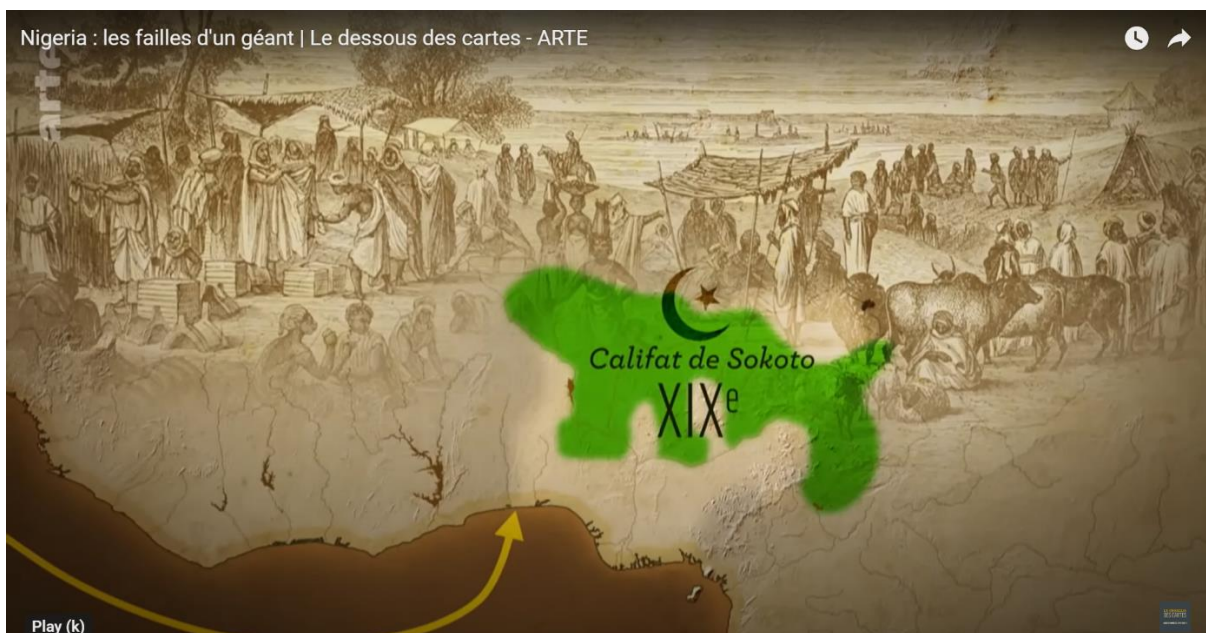 Nigeria : les failles d'un géant | Le dessous des cartes - ARTE
arte
Califat de Sokoto
XIXe
Play (k)